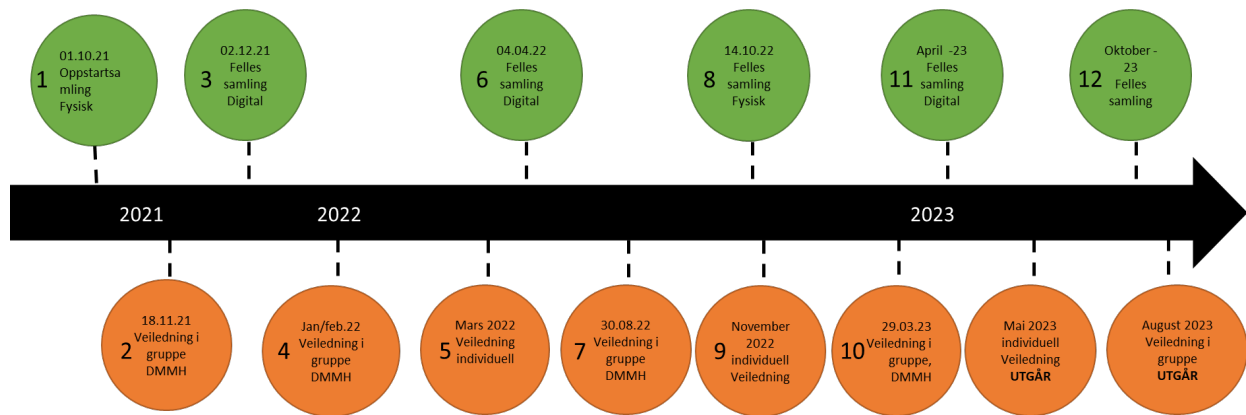 01.10.21
1 Oppstartsa
mling
Fysisk
02.12.21
3 Felles
samling
Digital
04.04.22
6 Felles
samling
Digital
14.10.22
8 Felles
samling
Fysisk
April -23
11 Felles
samling
Digital
Oktober -
12 23
Felles
samling
2021
2022
2023
18.11.21
2 Veiledning i
gruppe
DMMH
Jan/feb.22
4 Veiledning i
gruppe
DMMH
Mars 2022
5 Veiledning
individuell
30.08.22
7 Veiledning i
gruppe
DMMH
November
9 2022
individuell
Veiledning
29.03.23
10 Veiledning i
gruppe,
DMMH
Mai 2023
individuell
Veiledning
UTGÅR
August 2023
Veiledning i
gruppe
UTGÅR